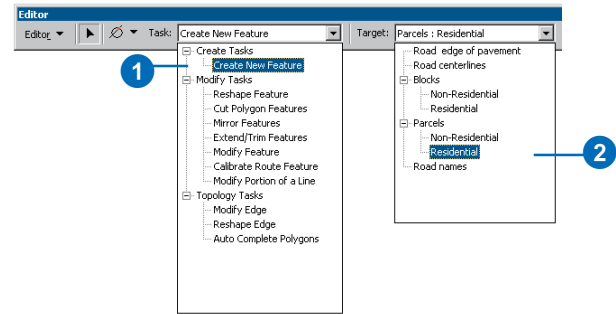 Editor
Editor Task: Create New Feature Target: Parcels : Residential
1
Create Tasks
Create New Feature
Modify Tasks
Reshape Feature
Cut Polygon Features
Mirror Features
Extend/Trim Features
Modify Feature
Calibrate Route Feature
Modify Portion of a Line
Topology Tasks
Modify Edge
Reshape Edge
Auto Complete Polygons
Road edge of pavement
Road centerlines
Blocks
Non-Residential
Residential
Parcels
Non-Residential
Residential
Road names
2